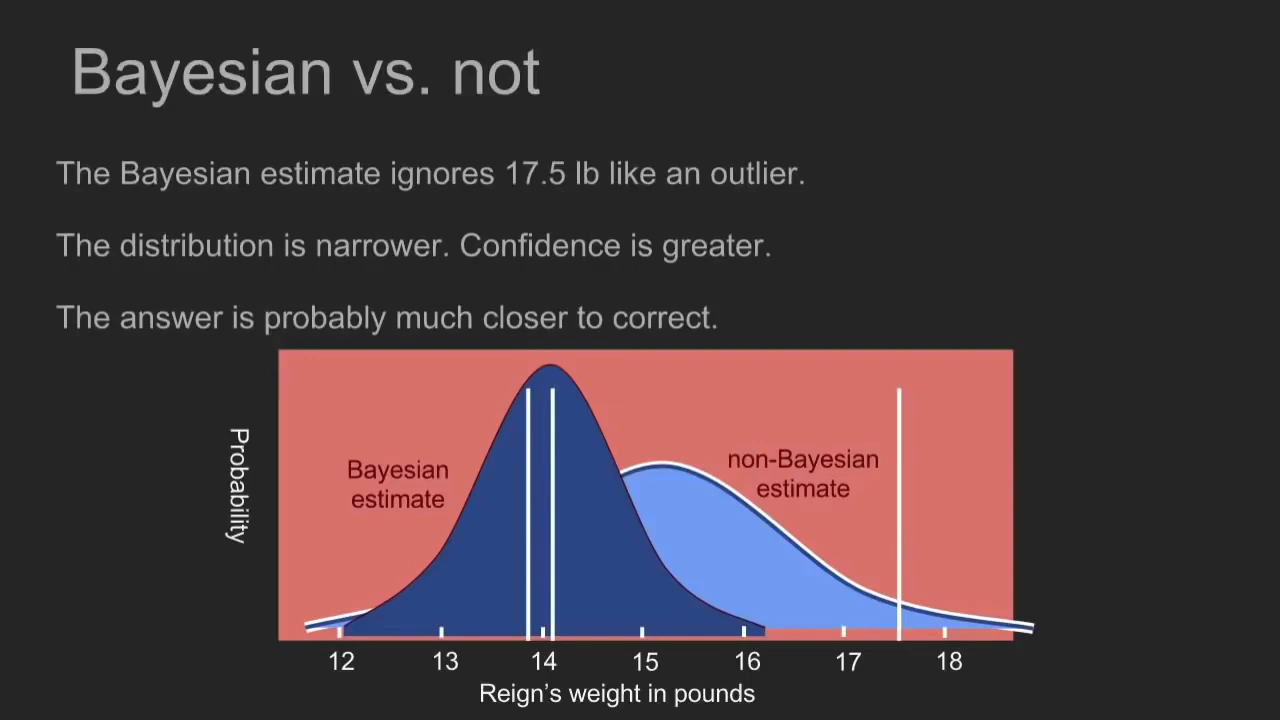 Bayesian vs. not
The Bayesian estimate ignores 17.5 lb like an outlier.
The distribution is narrower. Confidence is greater.
The answer is probably much closer to correct.
Probability
Bayesian
estimate
non-Bayesian
estimate
12 13 14 15 16 17 18
Reign’s weight in pounds